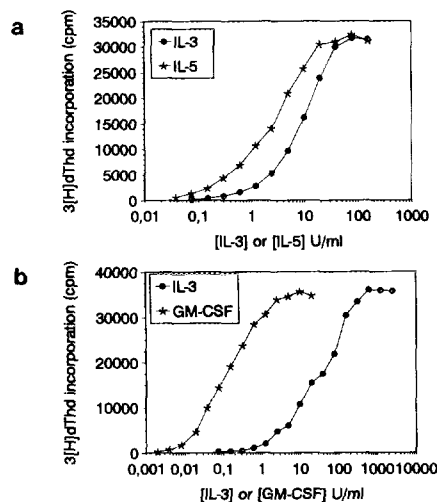 a
3[H]dThd incorporation (cpm)
35000
30000
25000
20000
15000
10000
5000
0
IL-3
IL-5
0,01 0,1 1 10 100 1000
[IL-3] or [IL-5] U/ml
b
3[H]dThd incorporation (cpm)
40000
30000
20000
10000
0
IL-3
GM-CSF
0,001 0,01 0,1 1 10 100 1000 10000
[IL-3] or [GM-CSF] U/ml